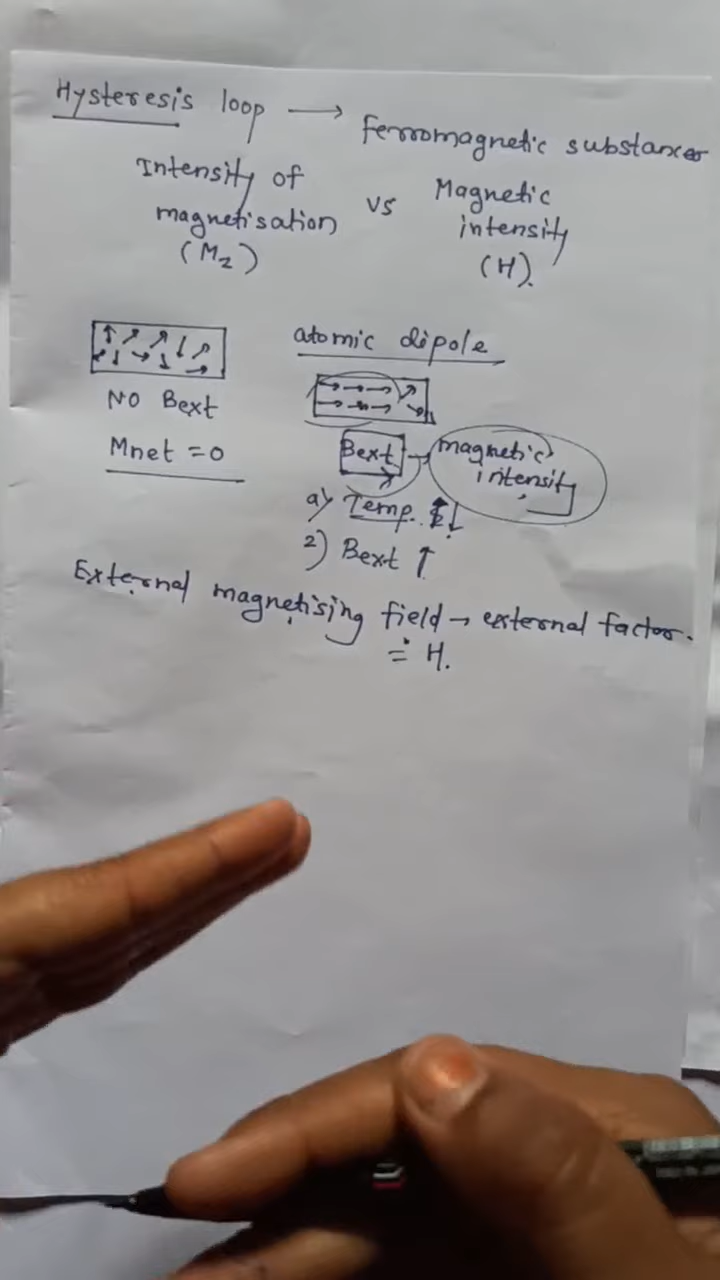 Hysteresis loop → Ferromagnetic substances
Intensity of magnetisation (M_z) vs Magnetic intensity (H).
NO Bext
Mnet = 0
atomic dipole
Bext → magnetic intensity
a) Temp. ↓
2) Bext ↑
External magnetising field → external factor.
= H.